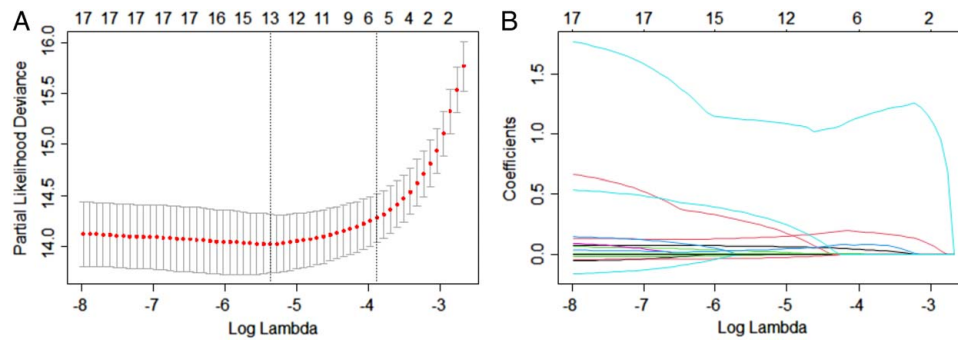 A
17 17 17 17 17 16 15 13 12 11 9 6 5 4 2 2
Partial Likelihood Deviance
16.0
15.5
15.0
14.5
14.0
-8 -7 -6 -5 -4 -3
Log Lambda
B
17 17 15 12 6 2
Coefficients
1.5
1.0
0.5
0.0
-8 -7 -6 -5 -4 -3
Log Lambda